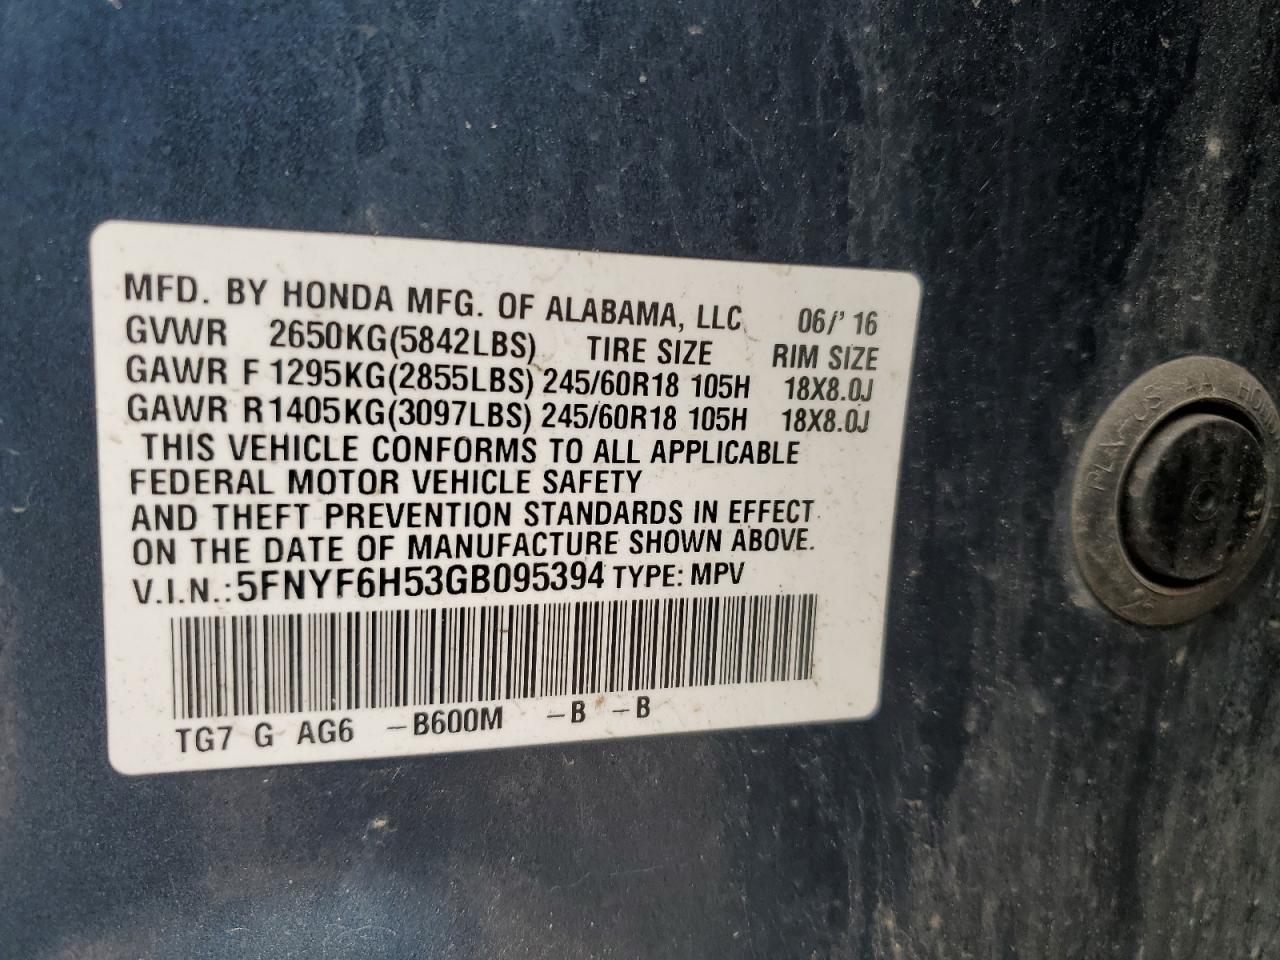 MFD. BY HONDA MFG. OF ALABAMA, LLC 06/'16
GVWR 2650KG(5842LBS) TIRE SIZE RIM SIZE
GAWR F 1295KG(2855LBS) 245/60R18 105H 18X8.0J
GAWR R1405KG(3097LBS) 245/60R18 105H 18X8.0J
THIS VEHICLE CONFORMS TO ALL APPLICABLE
FEDERAL MOTOR VEHICLE SAFETY
AND THEFT PREVENTION STANDARDS IN EFFECT
ON THE DATE OF MANUFACTURE SHOWN ABOVE.
V.I.N.:5FNYF6H53GB095394 TYPE: MPV
TG7 G AG6 -B600M -B -B